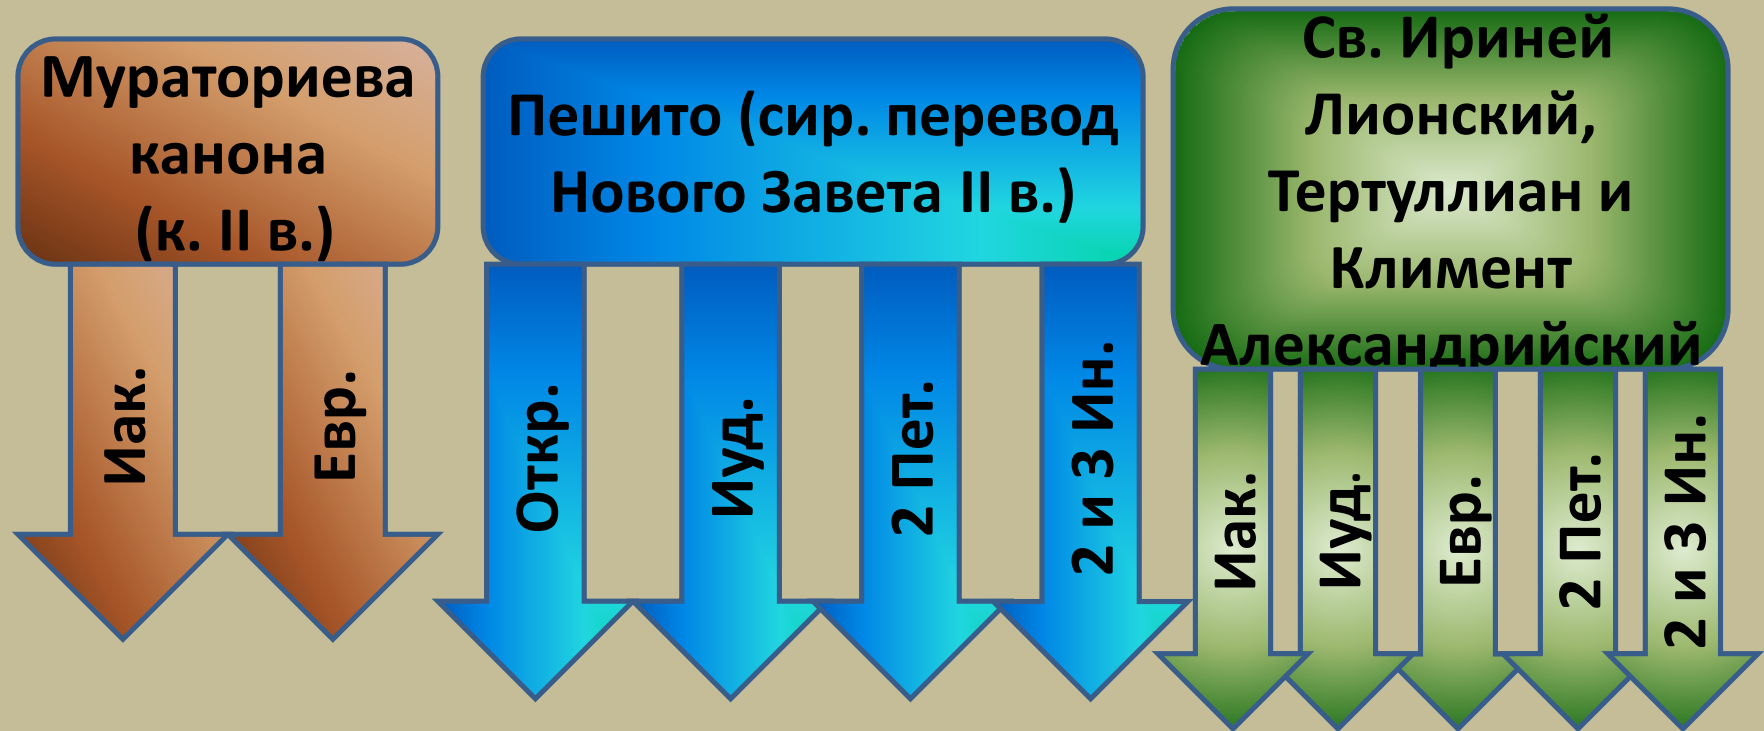 Мураториева
канона
(к. II в.)
Иак.
Евр.
Пешито (сир. перевод
Нового Завета II в.)
Откр.
Иуд.
2 Пет.
2 и 3 Ин.
Св. Ириней
Лионский,
Тертуллиан и
Климент
Александрийский
Иак.
Иуд.
Евр.
2 Пет.
2 и 3 Ин.